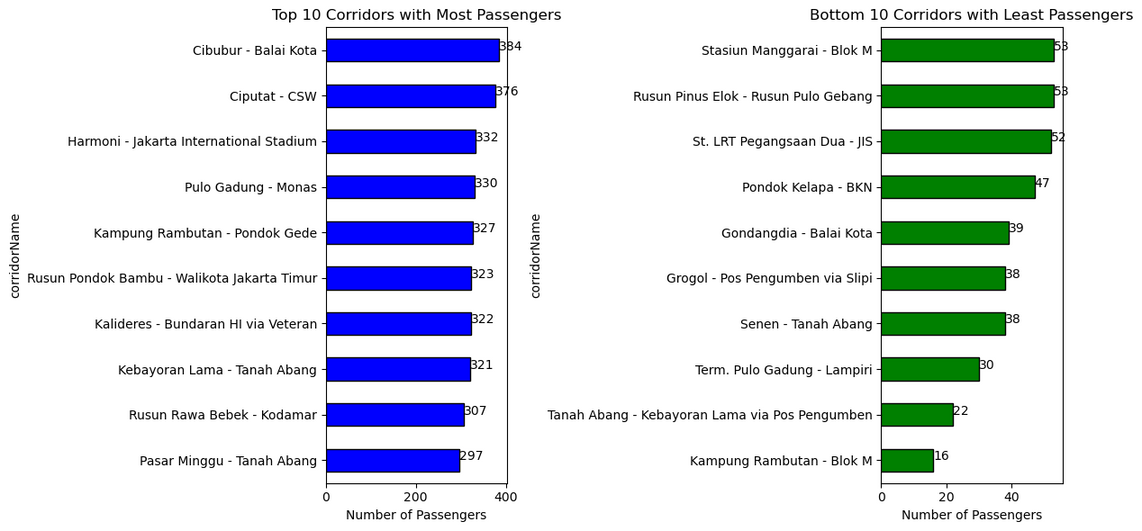 Top 10 Corridors with Most Passengers
Cibubur - Balai Kota 384
Ciputat - CSW 376
Harmoni - Jakarta International Stadium 332
Pulo Gadung - Monas 330
Kampung Rambutan - Pondok Gede 327
Rusun Pondok Bambu - Walikota Jakarta Timur 323
Kalideres - Bundaran HI via Veteran 322
Kebayoran Lama - Tanah Abang 321
Rusun Rawa Bebek - Kodamar 307
Pasar Minggu - Tanah Abang 297
corridorName
0 200 400
Number of Passengers
Bottom 10 Corridors with Least Passengers
Stasiun Manggarai - Blok M 53
Rusun Pinus Elok - Rusun Pulo Gebang 53
St. LRT Pegangsaan Dua - JIS 52
Pondok Kelapa - BKN 47
Gondangdia - Balai Kota 39
Grogol - Pos Pengumben via Slipi 38
Senen - Tanah Abang 38
Term. Pulo Gadung - Lampiri 30
Tanah Abang - Kebayoran Lama via Pos Pengumben 22
Kampung Rambutan - Blok M 16
corridorName
0 20 40
Number of Passengers